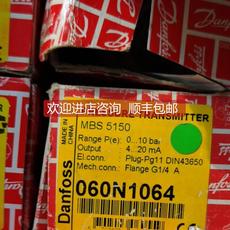 Danfoss
MADE IN
CHINA
TRANSMITTER
MBS 5150
Range P(e) : 0...10 bar
Output : 4...20 mA
El.conn. : Plug-Pg11 DIN43650
Mech.conn.: Flange G1/4 A
欢迎进店咨询，顺丰包邮
060N1064
Danfoss